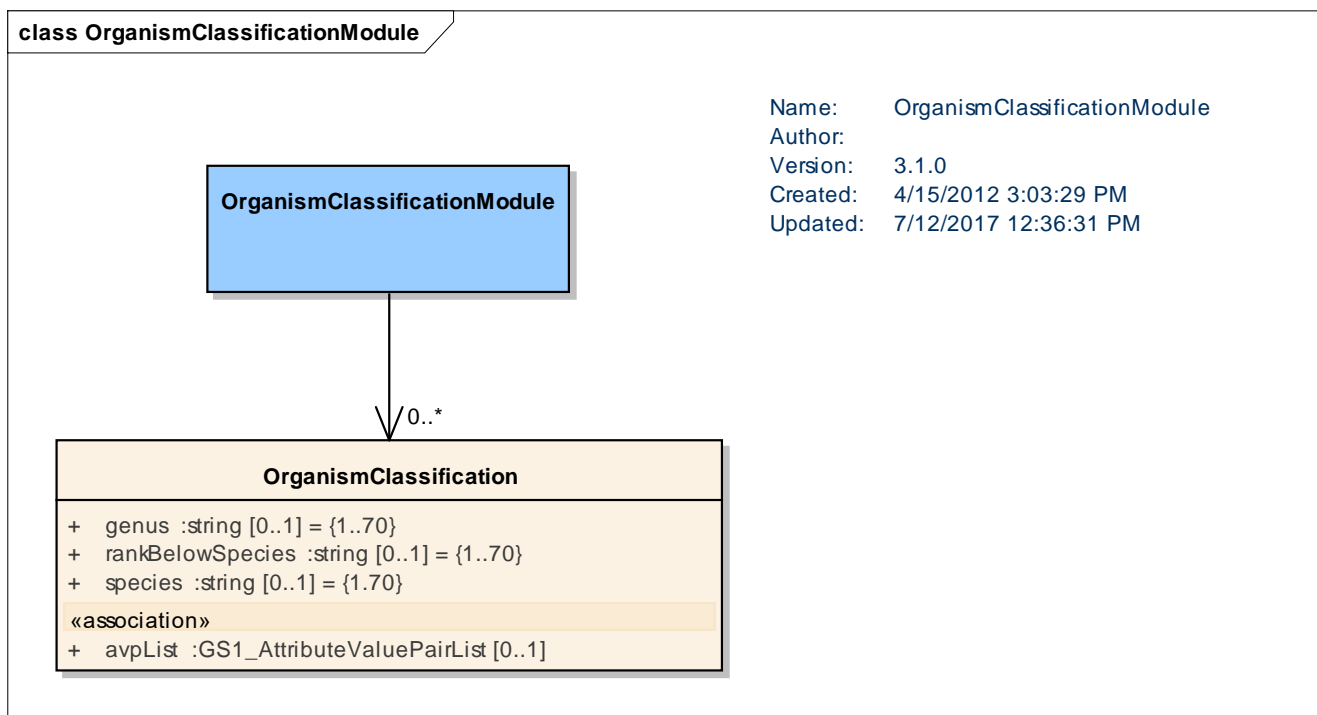 class OrganismClassificationModule
Name: OrganismClassificationModule
Author:
Version: 3.1.0
Created: 4/15/2012 3:03:29 PM
Updated: 7/12/2017 12:36:31 PM
OrganismClassificationModule
0..*
OrganismClassification
+ genus :string [0..1] = {1..70}
+ rankBelowSpecies :string [0..1] = {1..70}
+ species :string [0..1] = {1.70}
«association»
+ avpList :GS1_AttributeValuePairList [0..1]